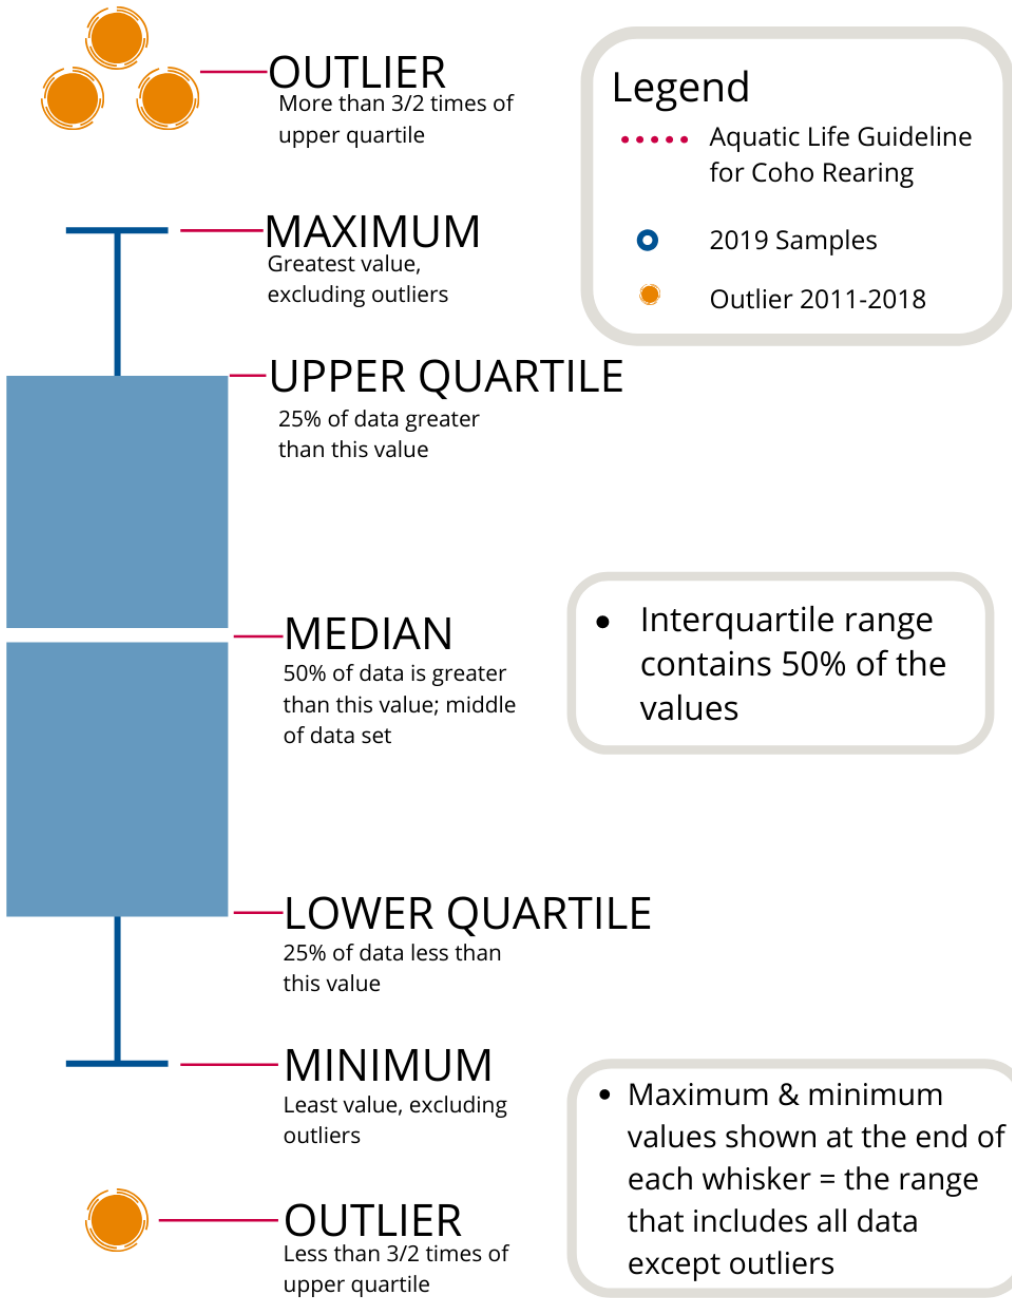 OUTLIER
More than 3/2 times of
upper quartile
Legend
Aquatic Life Guideline
for Coho Rearing
2019 Samples
Outlier 2011-2018
MAXIMUM
Greatest value,
excluding outliers
UPPER QUARTILE
25% of data greater
than this value
MEDIAN
50% of data is greater
than this value; middle
of data set
• Interquartile range
contains 50% of the
values
LOWER QUARTILE
25% of data less than
this value
MINIMUM
Least value, excluding
outliers
• Maximum & minimum
values shown at the end of
each whisker = the range
that includes all data
except outliers
OUTLIER
Less than 3/2 times of
upper quartile